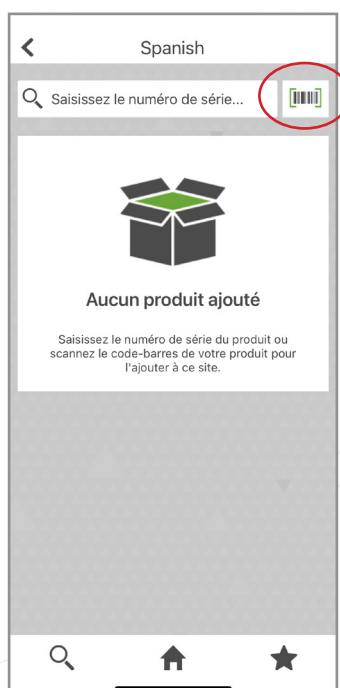 Spanish
Saisissez le numéro de série...
Aucun produit ajouté
Saisissez le numéro de série du produit ou
scannez le code-barres de votre produit pour
l'ajouter à ce site.